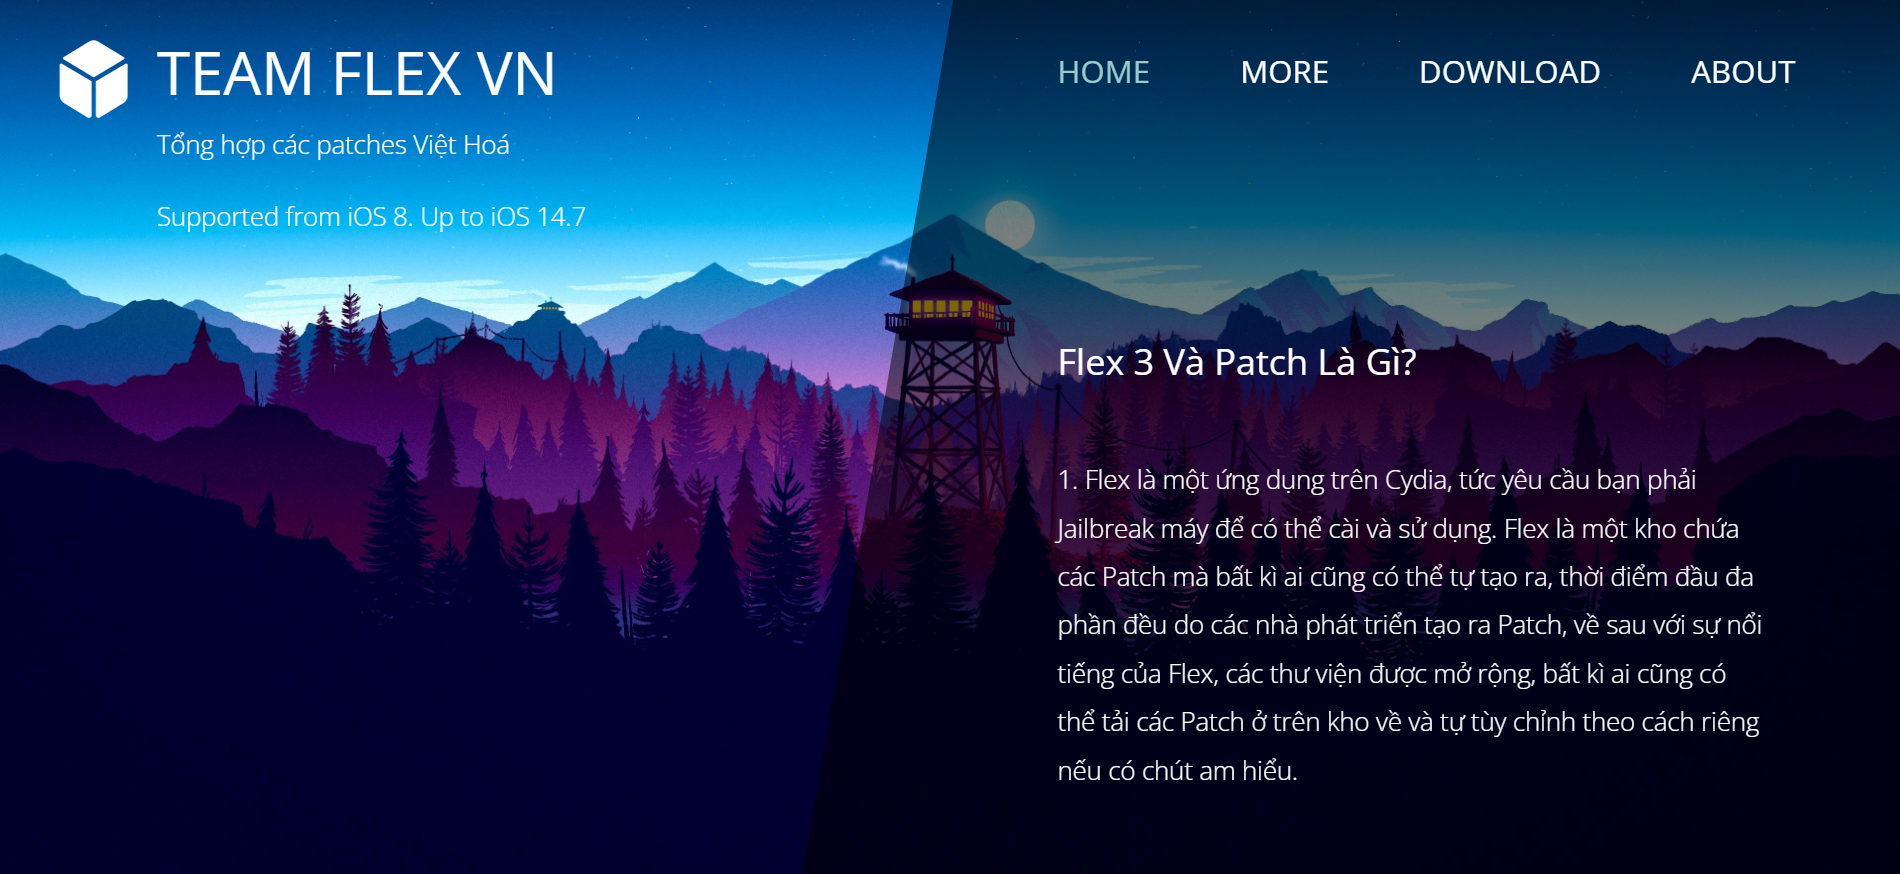 TEAM FLEX VN
Tổng hợp các patches Việt Hoá
Supported from iOS 8. Up to iOS 14.7
HOME MORE DOWNLOAD ABOUT
Flex 3 Và Patch Là Gì?
1. Flex là một ứng dụng trên Cydia, tức yêu cầu bạn phải
Jailbreak máy để có thể cài và sử dụng. Flex là một kho chứa
các Patch mà bất kì ai cũng có thể tự tạo ra, thời điểm đầu đa
phần đều do các nhà phát triển tạo ra Patch, về sau với sự nổi
tiếng của Flex, các thư viện được mở rộng, bất kì ai cũng có
thể tải các Patch ở trên kho về và tự tùy chỉnh theo cách riêng
nếu có chút am hiểu.